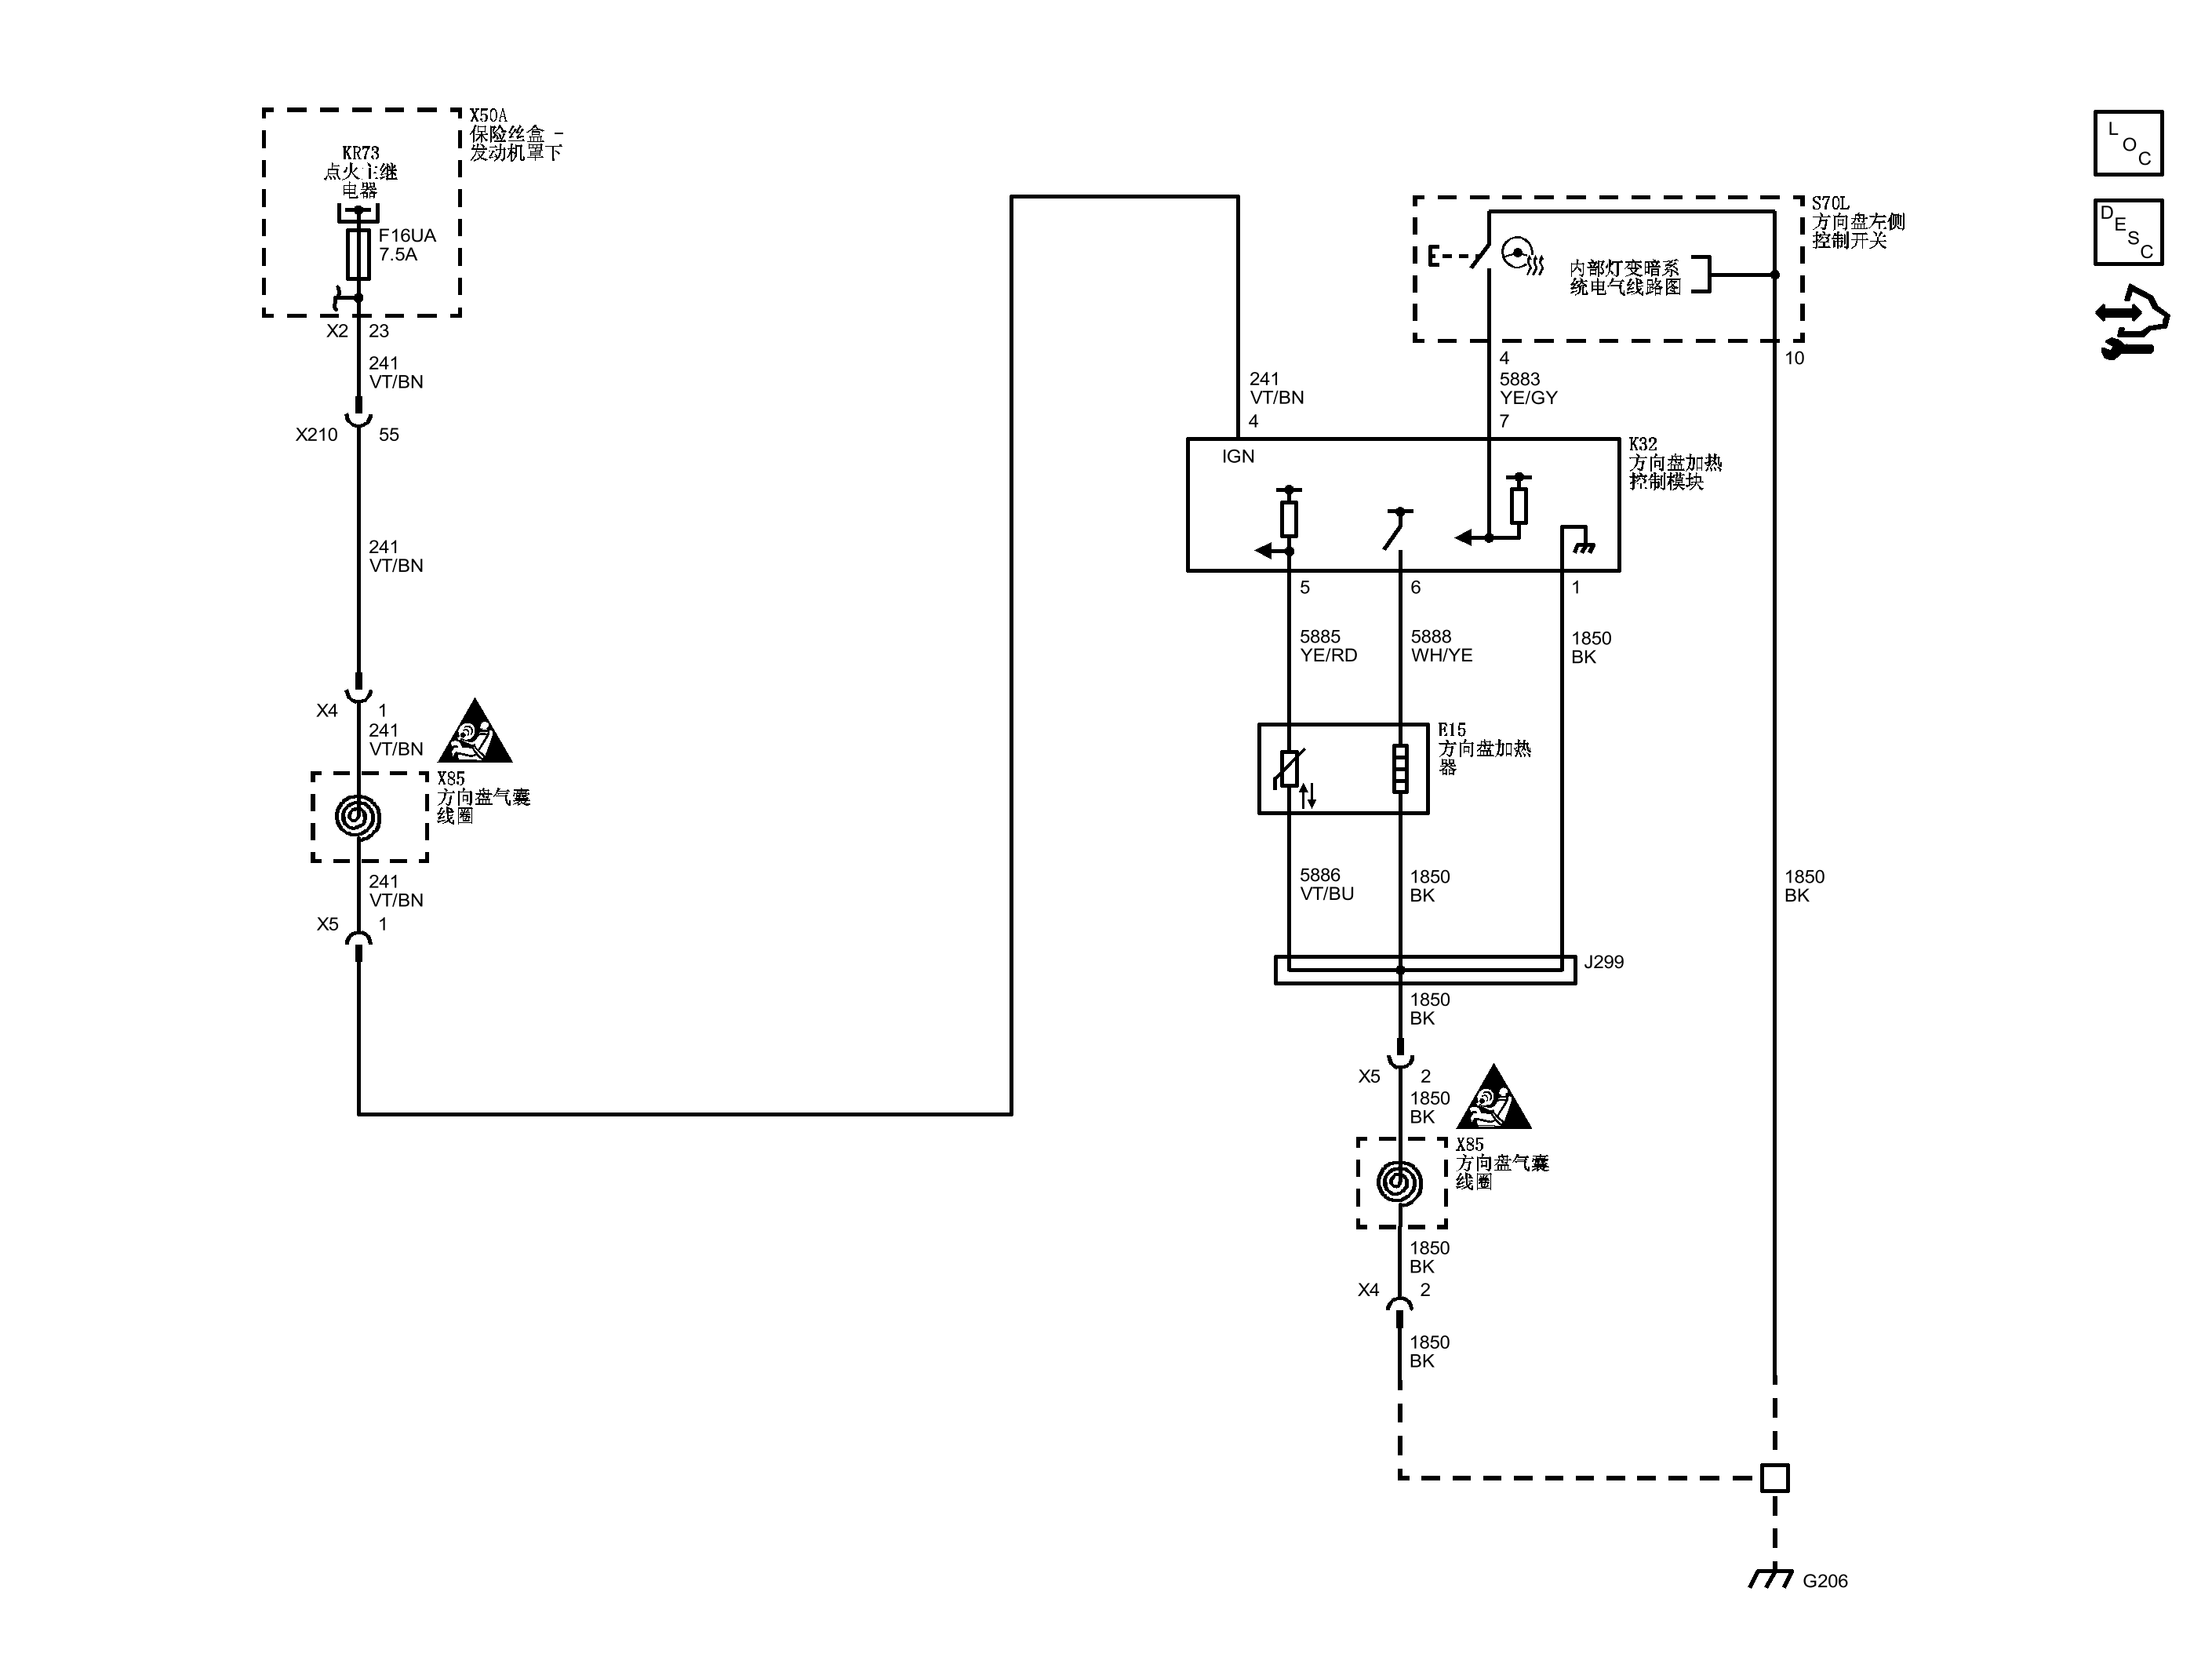 X50A
保险丝盒 -
发动机罩下
KR73
点火主继
电器
F16UA
7.5A
X2 23
241
VT/BN
X210 55
241
VT/BN
X4 1
241
VT/BN
X85
方向盘气囊
线圈
241
VT/BN
X5 1
S70L
方向盘左侧
控制开关
内部灯变暗系
统电气线路图
4
10
5883
YE/GY
7
241
VT/BN
4
IGN
K32
方向盘加热
控制模块
5
6
1
5885
YE/RD
5888
WH/YE
1850
BK
E15
方向盘加热
器
5886
VT/BU
1850
BK
1850
BK
J299
1850
BK
X5 2
1850
BK
X85
方向盘气囊
线圈
1850
BK
X4 2
1850
BK
G206
LOC
DESC